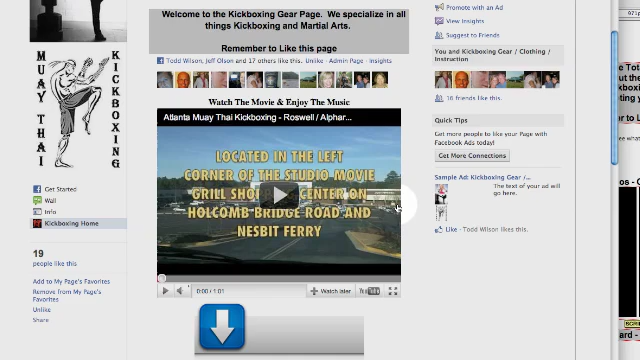 MUAY THAI
KICKBOXING
Get Started
Wall
Info
Kickboxing Home
19
people like this
Add to My Page's Favorites
Remove from My Page's
Favorites
Unlike
Share
Welcome to the Kickboxing Gear Page. We specialize in all
things Kickboxing and Martial Arts.
Remember to Like this page
Todd Wilson, Jeff Olson and 17 others like this. · Unlike · Admin Page · Insights
Watch The Movie & Enjoy The Music
Atlanta Muay Thai Kickboxing - Roswell / Alphar...
LOCATED IN THE LEFT
CORNER OF THE STUDIO MOVIE
GRILL SHOP CENTER ON
HOLCOMB BRIDGE ROAD AND
NESBIT FERRY
0:00 / 1:01
Watch later
YouTube
Promote with an Ad
View Insights
Suggest to Friends
You and Kickboxing Gear / Clothing /
Instruction
16 friends like this.
Quick Tips
Get more people to like your Page with
Facebook Ads today!
Get More Connections
Sample Ad: Kickboxing Gear /...
The text of your ad will
go here.
Like · Todd Wilson likes this.